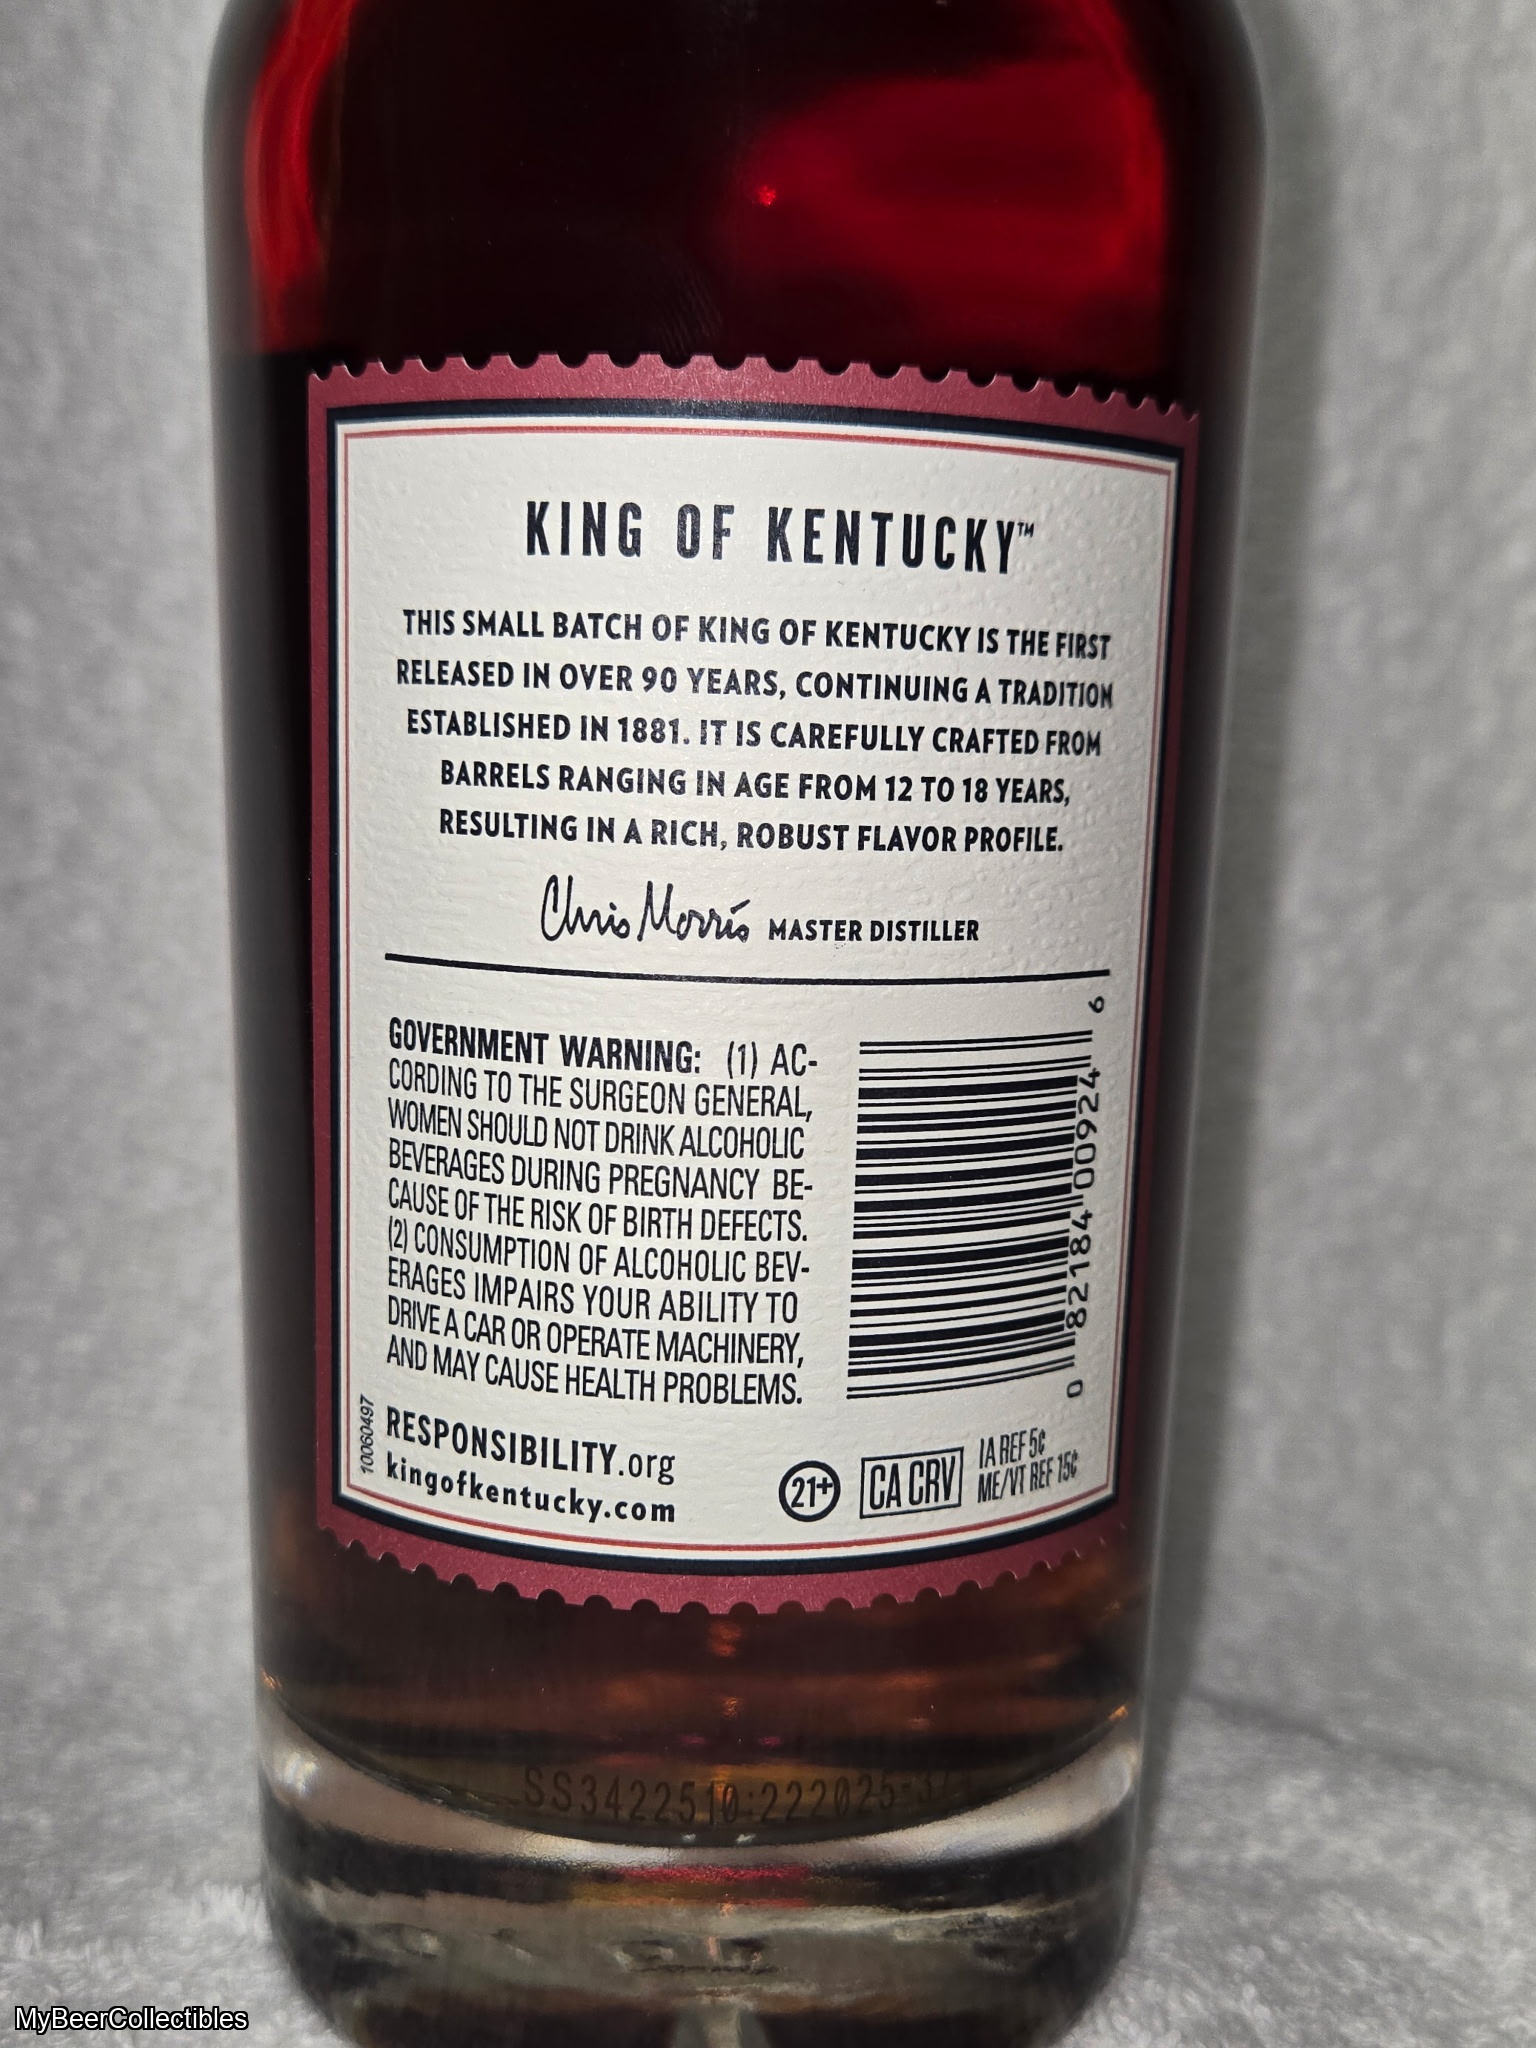 KING OF KENTUCKY™
THIS SMALL BATCH OF KING OF KENTUCKY IS THE FIRST
RELEASED IN OVER 90 YEARS, CONTINUING A TRADITION
ESTABLISHED IN 1881. IT IS CAREFULLY CRAFTED FROM
BARRELS RANGING IN AGE FROM 12 TO 18 YEARS,
RESULTING IN A RICH, ROBUST FLAVOR PROFILE.
Chris Morris MASTER DISTILLER
GOVERNMENT WARNING: (1) AC-
CORDING TO THE SURGEON GENERAL,
WOMEN SHOULD NOT DRINK ALCOHOLIC
BEVERAGES DURING PREGNANCY BE-
CAUSE OF THE RISK OF BIRTH DEFECTS.
(2) CONSUMPTION OF ALCOHOLIC BEV-
ERAGES IMPAIRS YOUR ABILITY TO
DRIVE A CAR OR OPERATE MACHINERY,
AND MAY CAUSE HEALTH PROBLEMS.
0 82184 00924 6
10060497
RESPONSIBILITY.org
kingofkentucky.com
21+
CA CRV
IA REF 5¢
ME/VT REF 15¢
MyBeerCollectibles